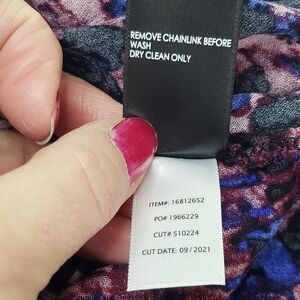 REMOVE CHAINLINK BEFORE
WASH
DRY CLEAN ONLY
ITEM#: 16812652
PO# 1966229
CUT# 510224
CUT DATE: 09 / 2021